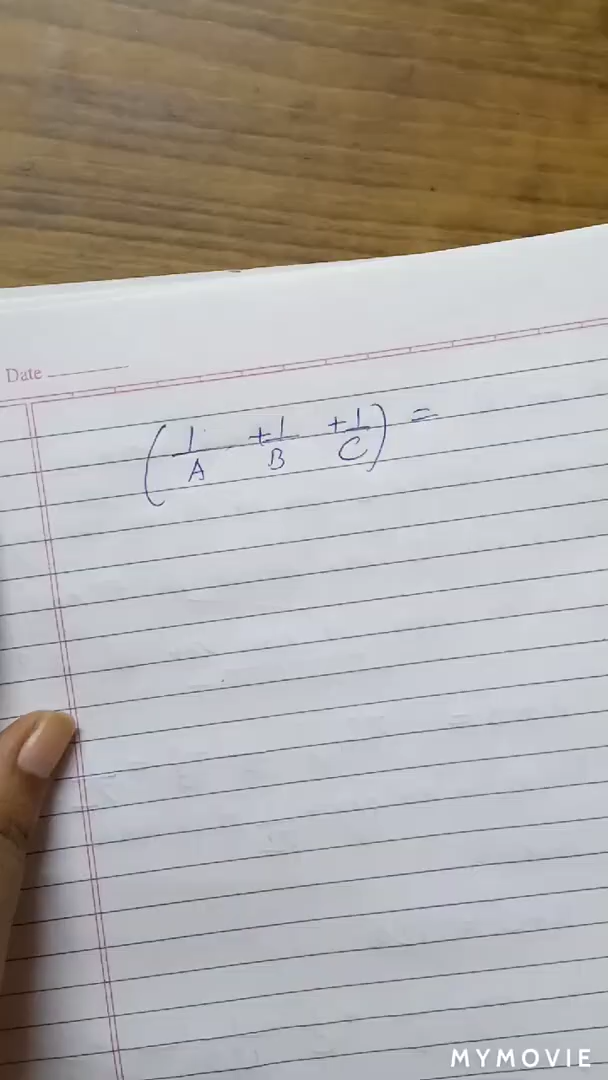 Date
(1/A +1/B +1/C) =
MYMOVIE